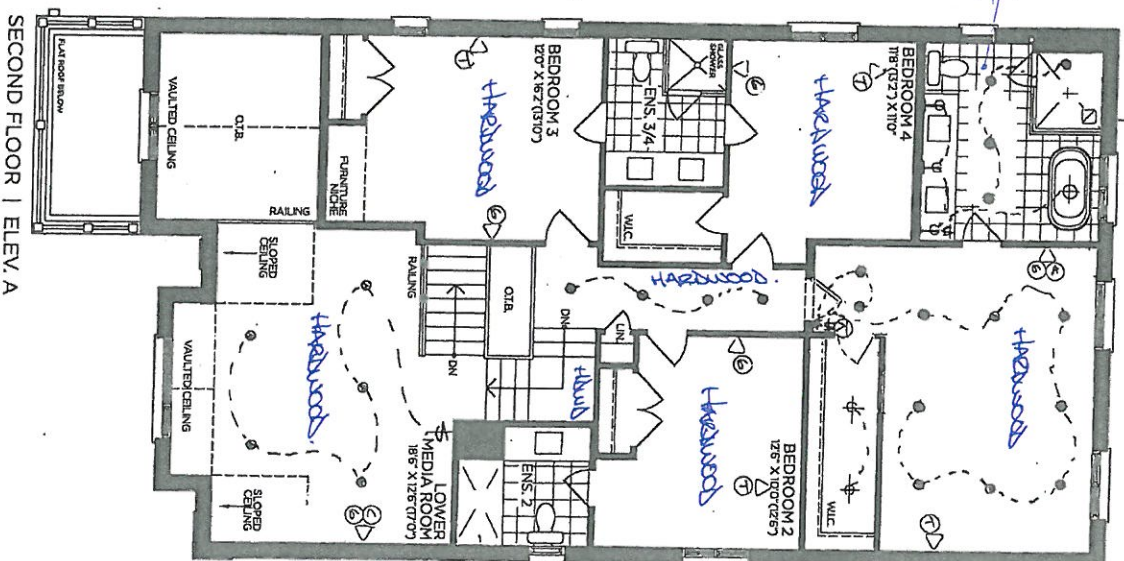 BEDROOM 4
11'8"(13'2") X 11'0"
HARDWOOD
T
G
GLASS
SHOWER
ENS. 3/4
W.I.C.
BEDROOM 3
12'0" X 16'2"(13'10")
HARDWOOD
T
G
FURNITURE
NICHE
O.T.B.
VAULTED CEILING
RAILING
FLAT ROOF BELOW
HARDWOOD
G
HARDWOOD
T
W.I.C.
HARDWOOD.
LIN.
DN
O.T.B.
DN
RAILING
SLOPED
CEILING
BEDROOM 2
12'6" X 10'0"(12'6")
HARDWOOD
T
G
ENS. 2
LOWER
MEDIA ROOM
18'6" X 12'6"(17'0")
HARDWOOD.
C
G
VAULTED CEILING
SLOPED
CEILING
SECOND FLOOR | ELEV. A